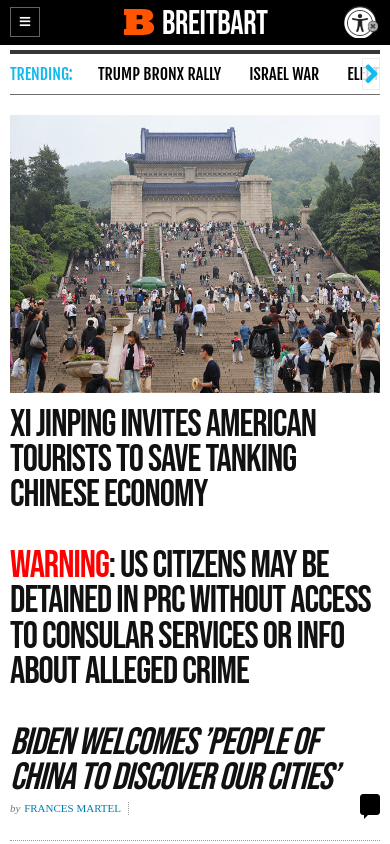 BREITBART
TRENDING: TRUMP BRONX RALLY ISRAEL WAR
XI JINPING INVITES AMERICAN
TOURISTS TO SAVE TANKING
CHINESE ECONOMY
WARNING: US CITIZENS MAY BE
DETAINED IN PRC WITHOUT ACCESS
TO CONSULAR SERVICES OR INFO
ABOUT ALLEGED CRIME
BIDEN WELCOMES 'PEOPLE OF
CHINA TO DISCOVER OUR CITIES'
by FRANCES MARTEL